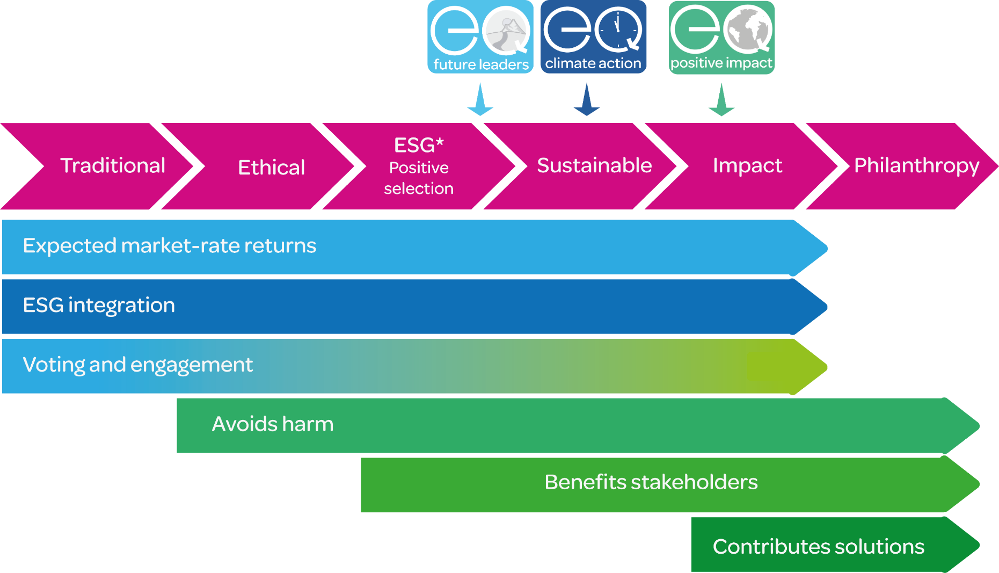 eQ
future leaders
eQ
climate action
eQ
positive impact
Traditional
Ethical
ESG*
Positive
selection
Sustainable
Impact
Philanthropy
Expected market-rate returns
ESG integration
Voting and engagement
Avoids harm
Benefits stakeholders
Contributes solutions